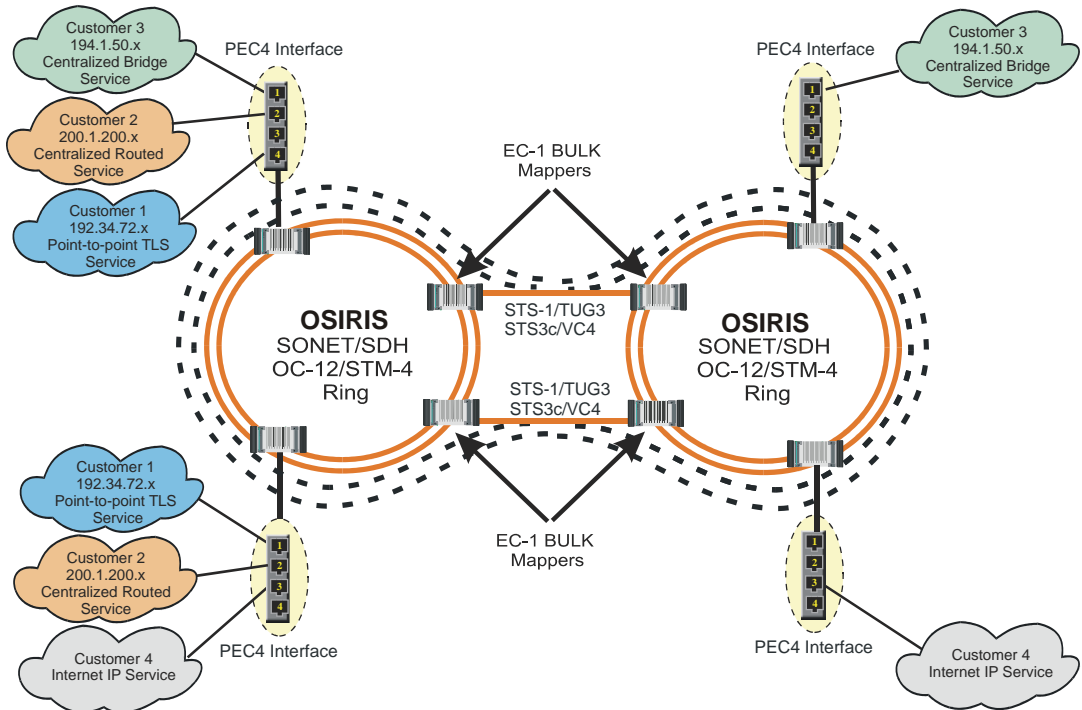 Customer 3
194.1.50.x
Centralized Bridge
Service
PEC4 Interface
1
2
3
4
Customer 2
200.1.200.x
Centralized Routed
Service
Customer 1
192.34.72.x
Point-to-point TLS
Service
EC-1 BULK
Mappers
PEC4 Interface
1
2
3
4
Customer 3
194.1.50.x
Centralized Bridge
Service
OSIRIS
SONET/SDH
OC-12/STM-4
Ring
STS-1/TUG3
STS3c/VC4
STS-1/TUG3
STS3c/VC4
OSIRIS
SONET/SDH
OC-12/STM-4
Ring
Customer 1
192.34.72.x
Point-to-point TLS
Service
Customer 2
200.1.200.x
Centralized Routed
Service
Customer 4
Internet IP Service
1
2
3
4
PEC4 Interface
EC-1 BULK
Mappers
1
2
3
4
PEC4 Interface
Customer 4
Internet IP Service